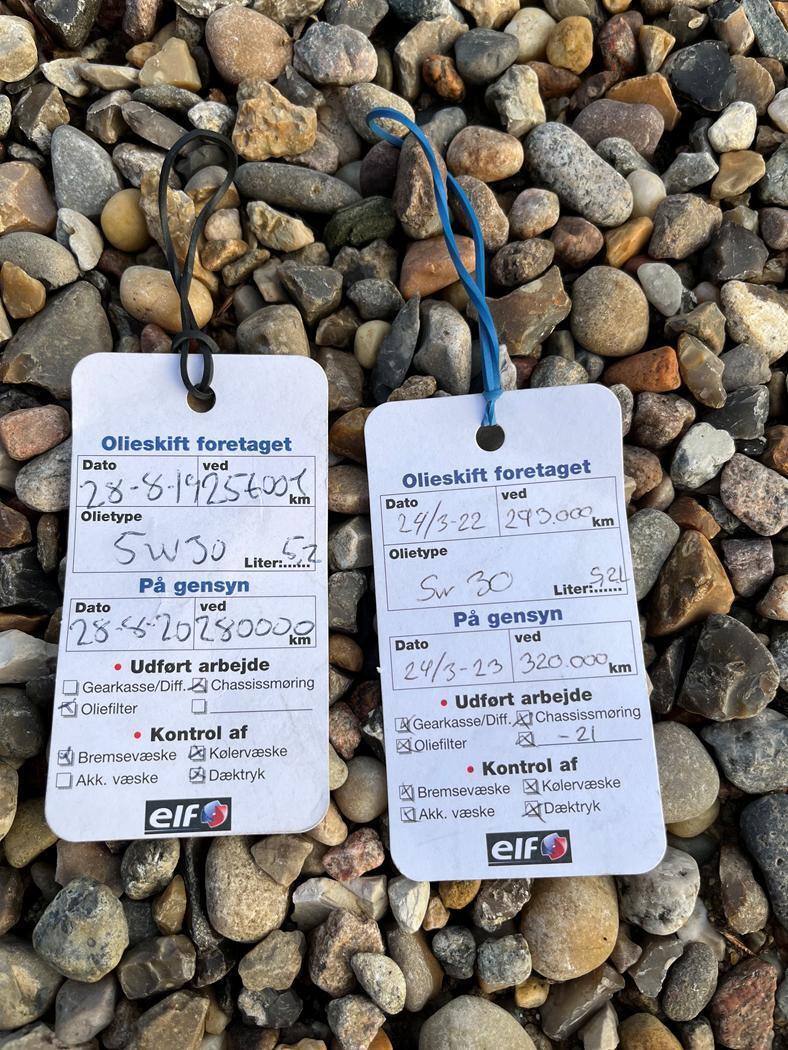 Olieskift foretaget
Dato ved
28-8-19 256007 km
Olietype
5W30
Liter:...... 5,2
På gensyn
Dato ved
28-8-20 280000 km
• Udført arbejde
Gearkasse/Diff. Chassissmøring
Oliefilter
• Kontrol af
Bremsevæske Kølervæske
Akk. væske Dæktryk
elf
Olieskift foretaget
Dato ved
24/3-22 293.000 km
Olietype
5w 30
Liter:...... 5,2L
På gensyn
Dato ved
24/3-23 320.000 km
• Udført arbejde
Gearkasse/Diff. Chassissmøring
Oliefilter -21
• Kontrol af
Bremsevæske Kølervæske
Akk. væske Dæktryk
elf